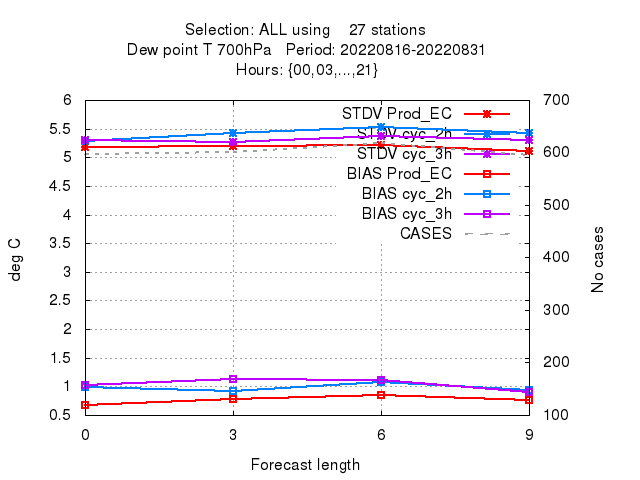 Selection: ALL using    27 stations
Dew point T 700hPa   Period: 20220816-20220831
Hours: {00,03,...,21}
6
5.5
5
4.5
4
3.5
3
2.5
2
1.5
1
0.5
deg C
STDV Prod_EC
STDV cyc_2h
STDV cyc_3h
BIAS Prod_EC
BIAS cyc_2h
BIAS cyc_3h
CASES
700
600
500
400
300
200
100
No cases
0
3
6
9
Forecast length